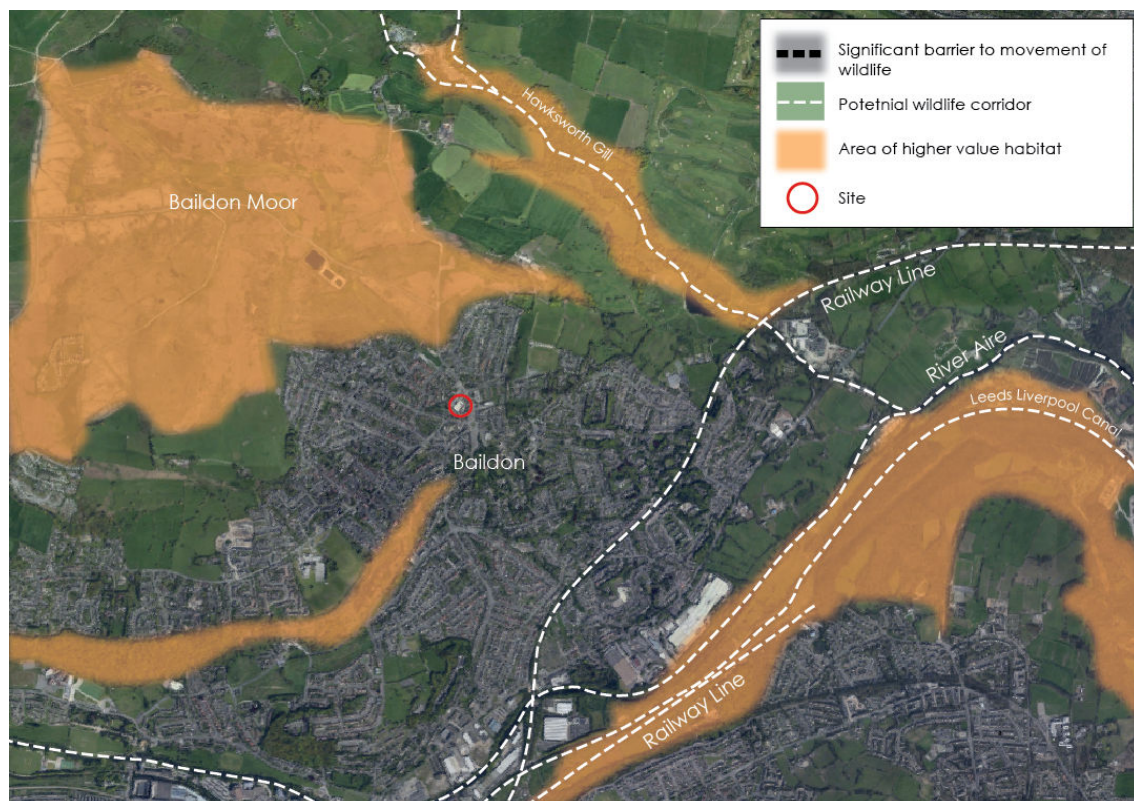 Significant barrier to movement of
wildlife
Potetnial wildlife corridor
Area of higher value habitat
Site
Hawksworth Gill
Baildon Moor
Railway Line
River Aire
Leeds Liverpool Canal
Baildon
Railway Line